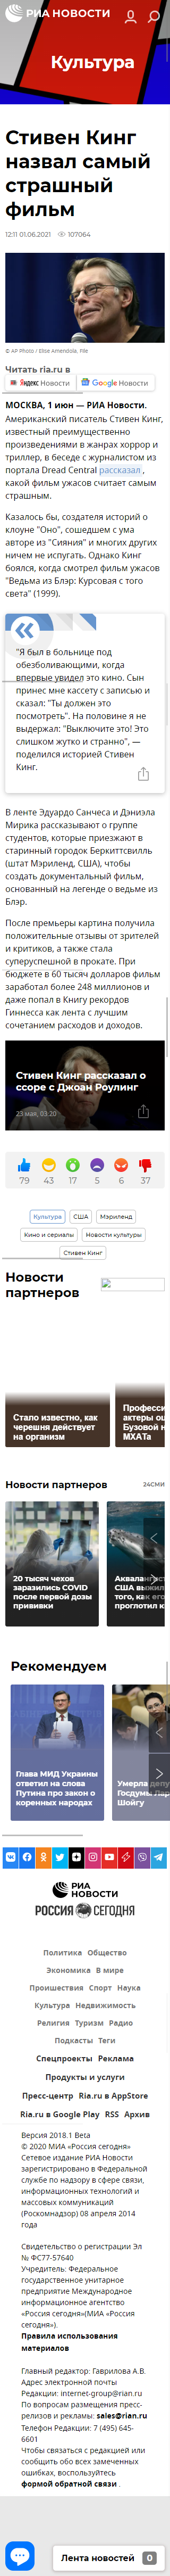 РИА НОВОСТИ
Культура
Стивен Кинг
назвал самый
страшный
фильм
12:11 01.06.2021 107064
© AP Photo / Elise Amendola, File
Читать ria.ru в
Яндекс Новости Google Новости
МОСКВА, 1 июн — РИА Новости.
Американский писатель Стивен Кинг,
известный преимущественно
произведениями в жанрах хоррор и
триллер, в беседе с журналистом из
портала Dread Central рассказал,
какой фильм ужасов считает самым
страшным.
Казалось бы, создателя историй о
клоуне "Оно", сошедшем с ума
авторе из "Сияния" и многих других
ничем не испугать. Однако Кинг
боялся, когда смотрел фильм ужасов
"Ведьма из Блэр: Курсовая с того
света" (1999).
"Я был в больнице под
обезболивающими, когда
впервые увидел это кино. Сын
принес мне кассету с записью и
сказал: "Ты должен это
посмотреть". На половине я не
выдержал: "Выключите это! Это
слишком жутко и странно", —
поделился историей Стивен
Кинг.
В ленте Эдуардо Санчеса и Дэниэла
Мирика рассказывают о группе
студентов, которые приезжают в
старинный городок Беркиттсвилль
(штат Мэриленд, США), чтобы
создать документальный фильм,
основанный на легенде о ведьме из
Блэр.
После премьеры картина получила
положительные отзывы от зрителей
и критиков, а также стала
суперуспешной в прокате. При
бюджете в 60 тысяч долларов фильм
заработал более 248 миллионов и
даже попал в Книгу рекордов
Гиннесса как лента с лучшим
сочетанием расходов и доходов.
Стивен Кинг рассказал о
ссоре с Джоан Роулинг
23 мая, 03:20
79 43 17 5 6 37
Культура США Мэриленд
Кино и сериалы Новости культуры
Стивен Кинг
Новости
партнеров
Стало известно, как
черешня действует
на организм
Професси
актеры оц
Бузовой н
МХАТа
Новости партнеров 24СМИ
20 тысяч чехов
заразились COVID
после первой дозы
прививки
Рекомендуем
Глава МИД Украины
ответил на слова
Путина про закон о
коренных народах
Умерла депу
Госдумы Лар
Шойгу
РИА
НОВОСТИ
РОССИЯ СЕГОДНЯ
Политика Общество
Экономика В мире
Происшествия Спорт Наука
Культура Недвижимость
Религия Туризм Радио
Подкасты Теги
Спецпроекты Реклама
Продукты и услуги
Пресс-центр Ria.ru в AppStore
Ria.ru в Google Play RSS Архив
Версия 2018.1 Beta
© 2020 МИА «Россия сегодня»
Сетевое издание РИА Новости
зарегистрировано в Федеральной
службе по надзору в сфере связи,
информационных технологий и
массовых коммуникаций
(Роскомнадзор) 08 апреля 2014
года
Свидетельство о регистрации Эл
№ ФС77-57640
Учредитель: Федеральное
государственное унитарное
предприятие Международное
информационное агентство
«Россия сегодня»(МИА «Россия
сегодня»).
Правила использования
материалов
Главный редактор: Гаврилова А.В.
Адрес электронной почты
Редакции: internet-group@rian.ru
По вопросам размещения пресс-
релизов и рекламы: sales@rian.ru
Телефон Редакции: 7 (495) 645-
6601
Чтобы связаться с редакцией или
сообщить обо всех замеченных
ошибках, воспользуйтесь
формой обратной связи .
Лента новостей 0